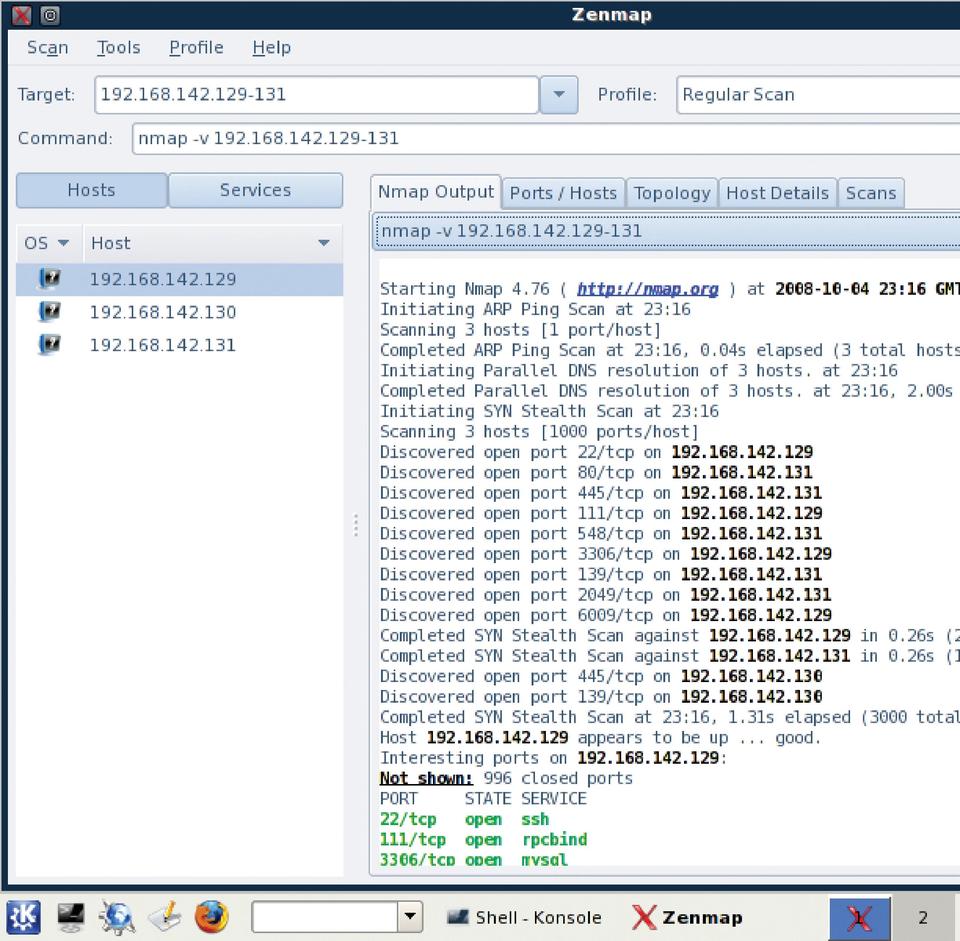 Zenmap
Scan Tools Profile Help
Target: 192.168.142.129-131 Profile: Regular Scan
Command: nmap -v 192.168.142.129-131
Hosts Services
OS Host
192.168.142.129
192.168.142.130
192.168.142.131
Nmap Output Ports / Hosts Topology Host Details Scans
nmap -v 192.168.142.129-131
Starting Nmap 4.76 ( http://nmap.org ) at 2008-10-04 23:16 GMT
Initiating ARP Ping Scan at 23:16
Scanning 3 hosts [1 port/host]
Completed ARP Ping Scan at 23:16, 0.04s elapsed (3 total hosts
Initiating Parallel DNS resolution of 3 hosts. at 23:16
Completed Parallel DNS resolution of 3 hosts. at 23:16, 2.00s
Initiating SYN Stealth Scan at 23:16
Scanning 3 hosts [1000 ports/host]
Discovered open port 22/tcp on 192.168.142.129
Discovered open port 80/tcp on 192.168.142.131
Discovered open port 445/tcp on 192.168.142.131
Discovered open port 111/tcp on 192.168.142.129
Discovered open port 548/tcp on 192.168.142.131
Discovered open port 3306/tcp on 192.168.142.129
Discovered open port 139/tcp on 192.168.142.131
Discovered open port 2049/tcp on 192.168.142.131
Discovered open port 6009/tcp on 192.168.142.129
Completed SYN Stealth Scan against 192.168.142.129 in 0.26s (2
Completed SYN Stealth Scan against 192.168.142.131 in 0.26s (1
Discovered open port 445/tcp on 192.168.142.130
Discovered open port 139/tcp on 192.168.142.130
Completed SYN Stealth Scan at 23:16, 1.31s elapsed (3000 total
Host 192.168.142.129 appears to be up ... good.
Interesting ports on 192.168.142.129:
Not shown: 996 closed ports
PORT STATE SERVICE
22/tcp open ssh
111/tcp open rpcbind
3306/tcp open mysql
Shell - Konsole Zenmap 1 2